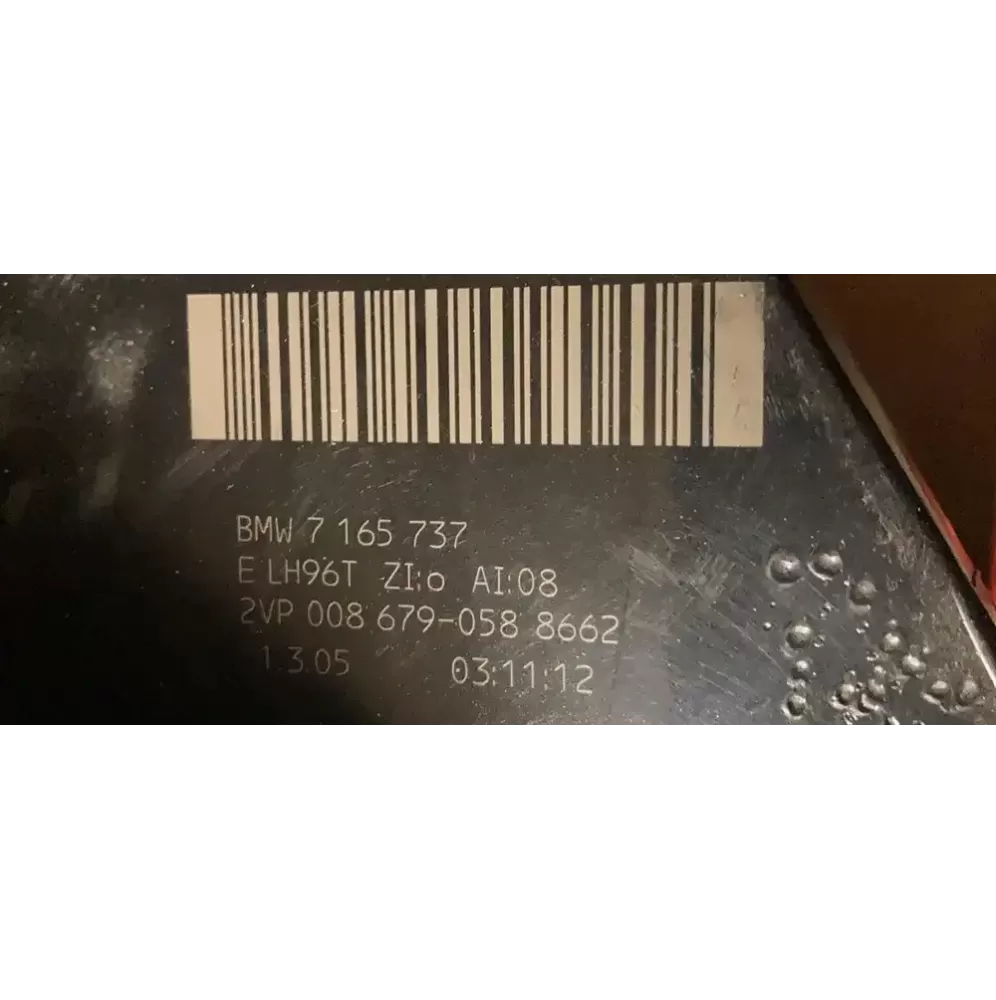 BMW 7 165 737
E LH96T ZI:o AI:08
2VP 008 679-058 8662
1.3.05 03:11:12